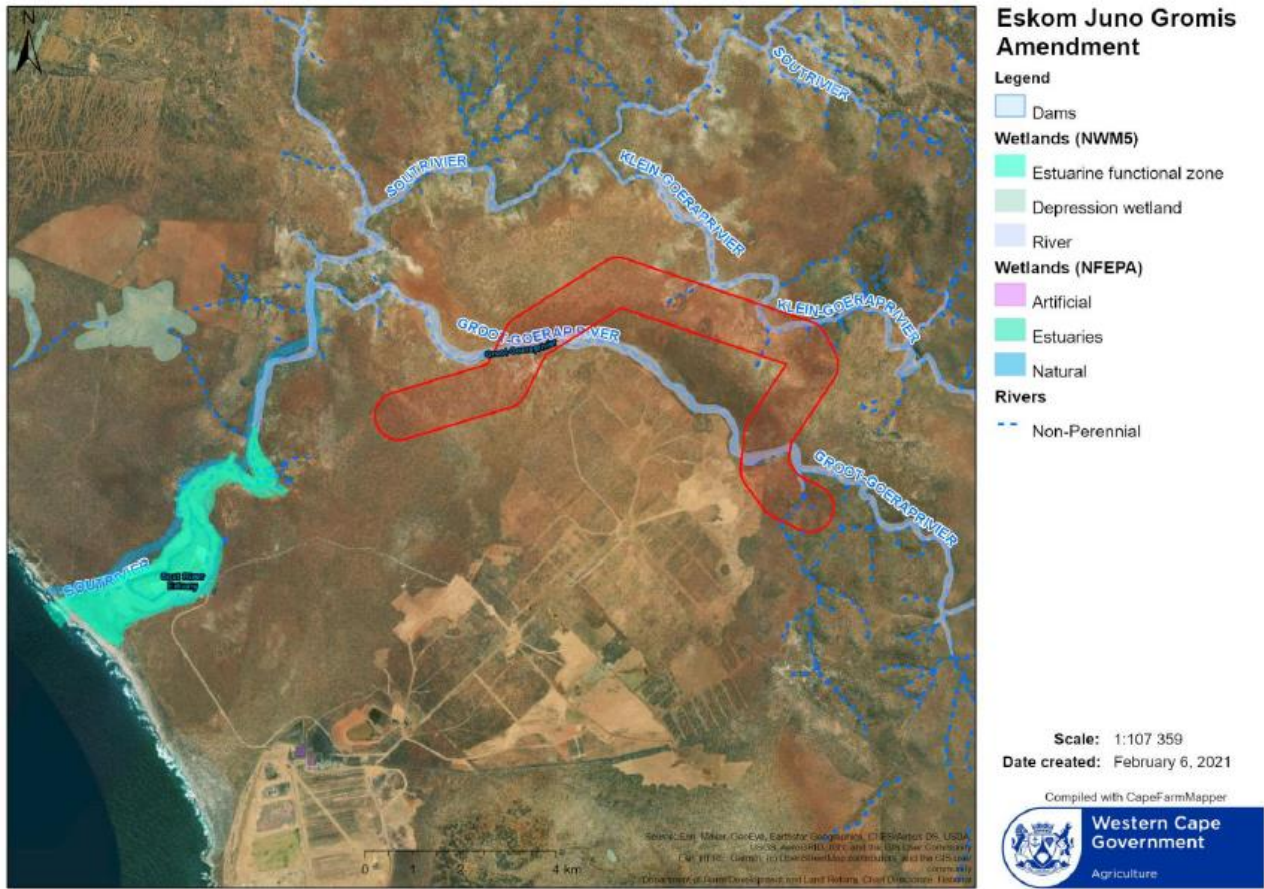 Eskom Juno Gromis
Amendment
Legend
Dams
Wetlands (NWM5)
Estuarine functional zone
Depression wetland
River
Wetlands (NFEPA)
Artificial
Estuaries
Natural
Rivers
Non-Perennial
Scale: 1:107 359
Date created: February 6, 2021
Compiled with CapeFarmMapper
Western Cape
Government
Agriculture
N
SOUTRIVIER
SOUTRIVIER
KLEIN-GOERAPRIVIER
KLEIN-GOERAPRIVIER
GROOT-GOERAPRIVIER
GROOT-GOERAPRIVIER
SOUTRIVIER
Estuary
0 1 2 4 km
community